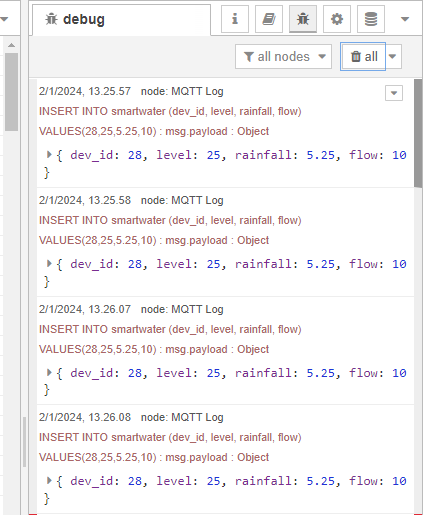 debug
all nodes
all
2/1/2024, 13.25.57 node: MQTT Log
INSERT INTO smartwater (dev_id, level, rainfall, flow)
VALUES(28,25,5.25,10) : msg.payload : Object
{ dev_id: 28, level: 25, rainfall: 5.25, flow: 10
}
2/1/2024, 13.25.58 node: MQTT Log
INSERT INTO smartwater (dev_id, level, rainfall, flow)
VALUES(28,25,5.25,10) : msg.payload : Object
{ dev_id: 28, level: 25, rainfall: 5.25, flow: 10
}
2/1/2024, 13.26.07 node: MQTT Log
INSERT INTO smartwater (dev_id, level, rainfall, flow)
VALUES(28,25,5.25,10) : msg.payload : Object
{ dev_id: 28, level: 25, rainfall: 5.25, flow: 10
}
2/1/2024, 13.26.08 node: MQTT Log
INSERT INTO smartwater (dev_id, level, rainfall, flow)
VALUES(28,25,5.25,10) : msg.payload : Object
{ dev_id: 28, level: 25, rainfall: 5.25, flow: 10
}